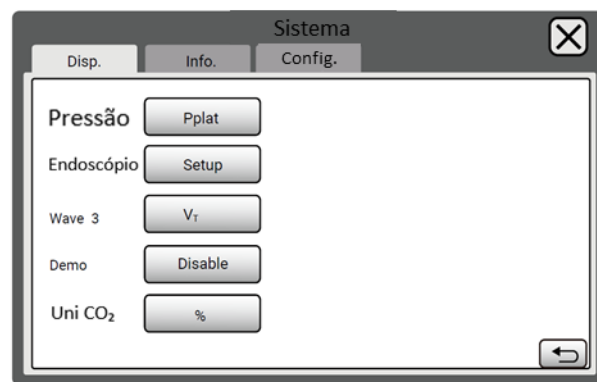 Sistema
Disp. Info. Config.
Pressão Pplat
Endoscópio Setup
Wave 3 VT
Demo Disable
Uni CO₂ %